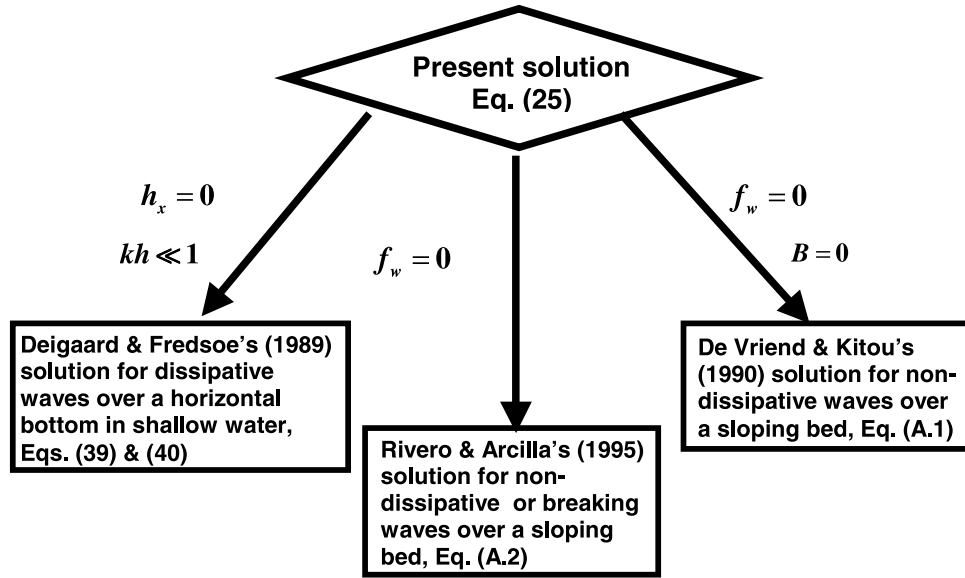 Present solution
Eq. (25)
h_x = 0
kh ≪ 1
f_w = 0
f_w = 0
B = 0
Deigaard & Fredsoe's (1989)
solution for dissipative
waves over a horizontal
bottom in shallow water,
Eqs. (39) & (40)
Rivero & Arcilla's (1995)
solution for non-
dissipative or breaking
waves over a sloping
bed, Eq. (A.2)
De Vriend & Kitou's
(1990) solution for non-
dissipative waves over
a sloping bed, Eq. (A.1)